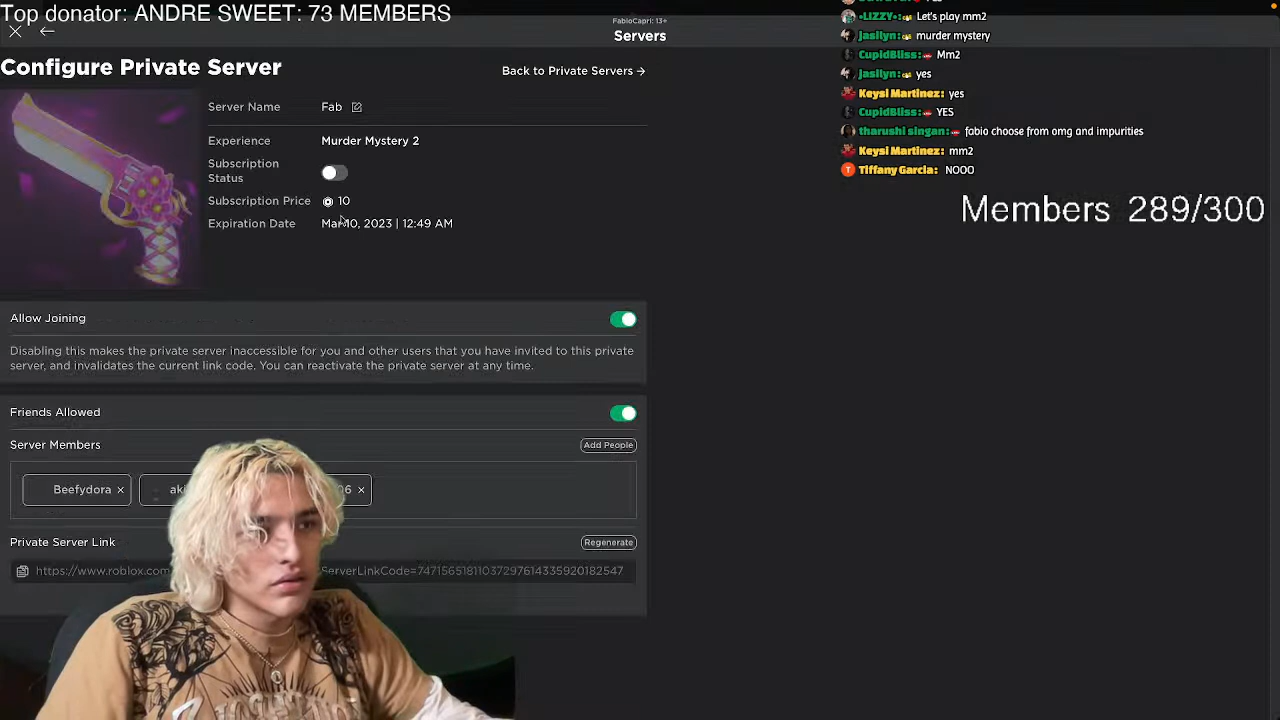 Top donator: ANDRE SWEET: 73 MEMBERS
FabioCapri: 13+
Servers
Configure Private Server
Back to Private Servers →
Server Name Fab
Experience Murder Mystery 2
Subscription
Status
Subscription Price 10
Expiration Date Mar 10, 2023 | 12:49 AM
Allow Joining
Disabling this makes the private server inaccessible for you and other users that you have invited to this private
server, and invalidates the current link code. You can reactivate the private server at any time.
Friends Allowed
Server Members Add People
Beefydora × aki 06 ×
Private Server Link Regenerate
https://www.roblox.com ServerLinkCode=74715651811037297614335920182547
•LIZZY•: Let's play mm2
Jasilyn: murder mystery
CupidBliss: Mm2
Jasilyn: yes
Keysi Martinez: yes
CupidBliss: YES
tharushi singan: fabio choose from omg and impurities
Keysi Martinez: mm2
T Tiffany Garcia: NOOO
Members 289/300